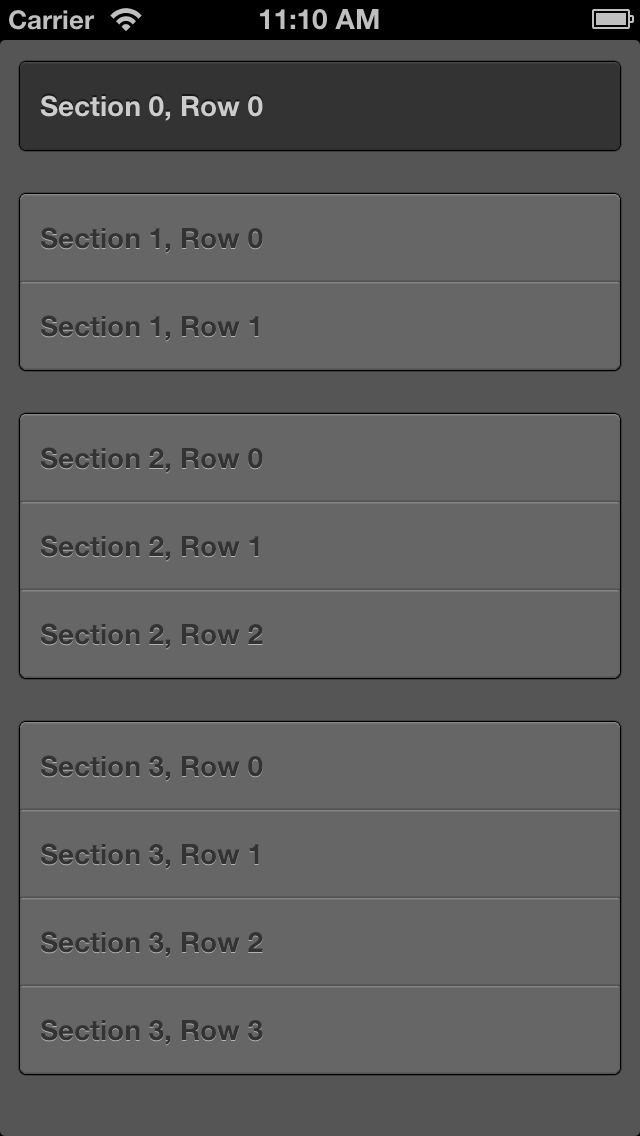 Carrier 11:10 AM
Section 0, Row 0
Section 1, Row 0
Section 1, Row 1
Section 2, Row 0
Section 2, Row 1
Section 2, Row 2
Section 3, Row 0
Section 3, Row 1
Section 3, Row 2
Section 3, Row 3